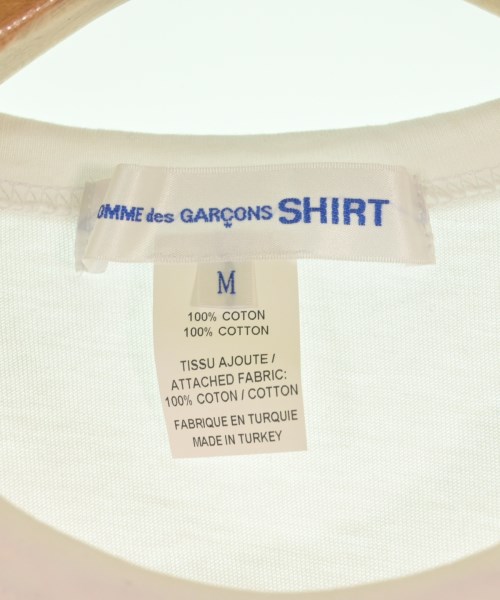 OMME des GARÇONS SHIRT
M
100% COTON
100% COTTON
TISSU AJOUTE /
ATTACHED FABRIC:
100% COTON / COTTON
FABRIQUE EN TURQUIE
MADE IN TURKEY